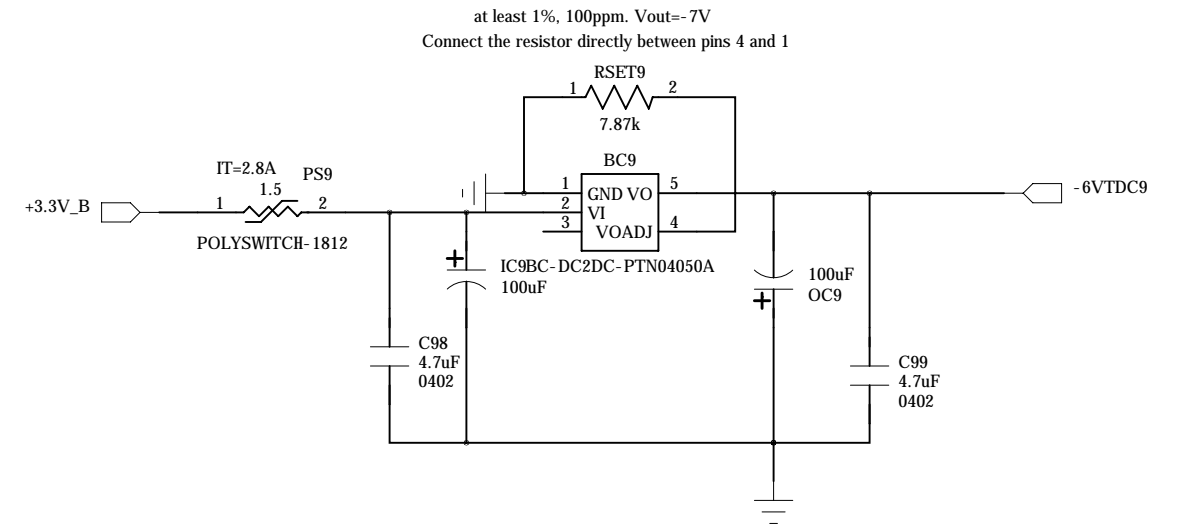 at least 1%, 100ppm. Vout=-7V
Connect the resistor directly between pins 4 and 1
RSET9
1 2
7.87k
BC9
IT=2.8A
1.5
PS9
+3.3V_B
1 2
POLYSWITCH-1812
1 GND VO 5
2 VI
3 VOADJ 4
-6VTDC9
+
IC9BC-DC2DC-PTN04050A
100uF
100uF
OC9
+
C98
4.7uF
0402
C99
4.7uF
0402